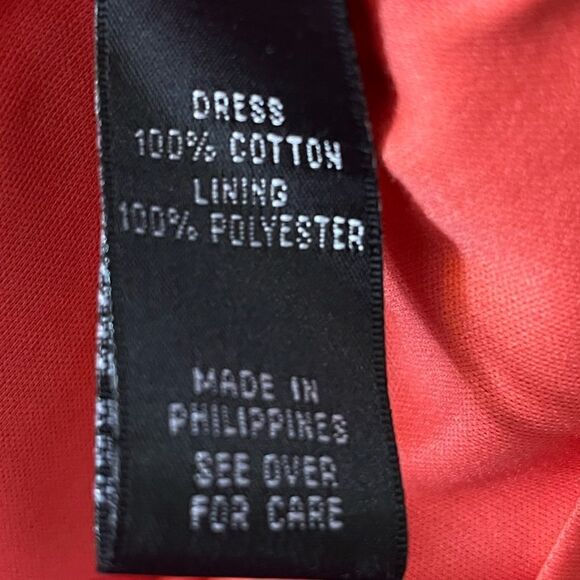 DRESS
100% COTTON
LINING
100% POLYESTER
MADE IN
PHILIPPINES
SEE OVER
FOR CARE